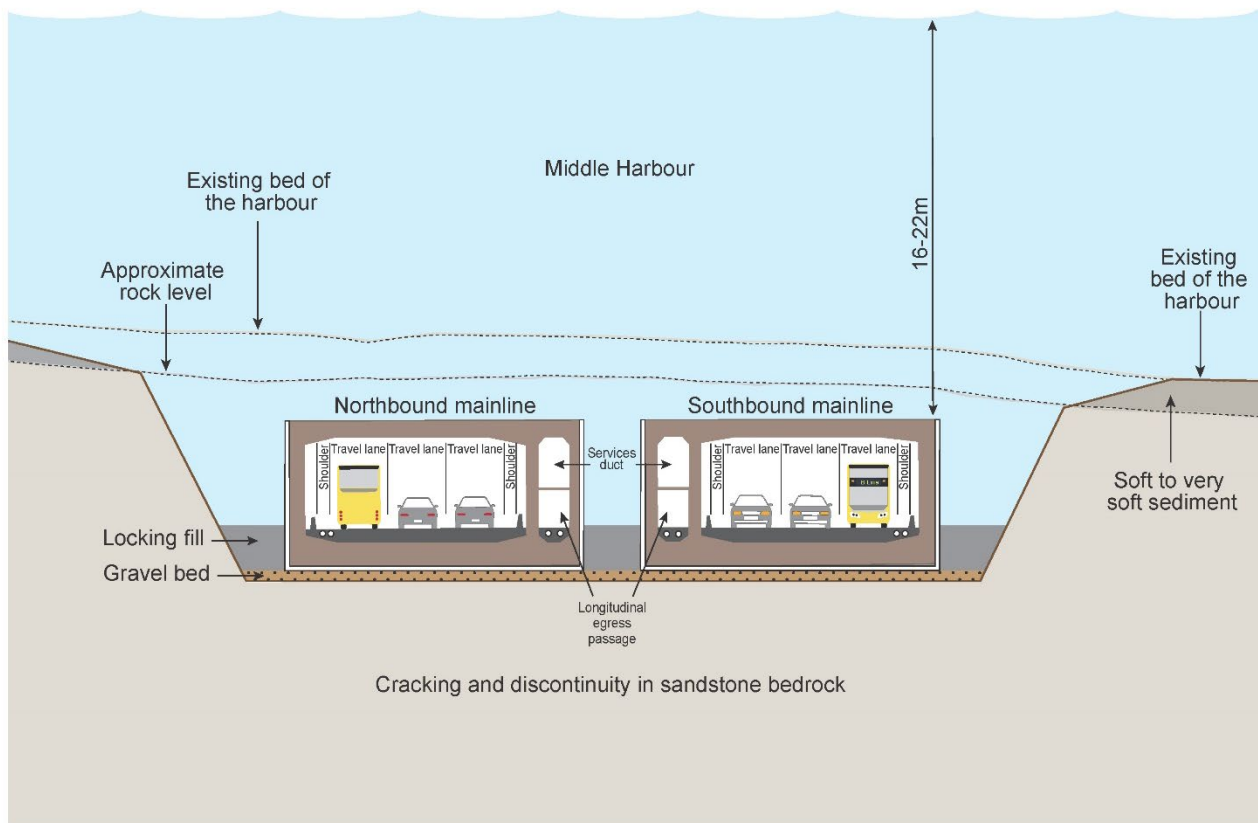 Middle Harbour
Existing bed of
the harbour
16-22m
Approximate
rock level
Existing
bed of the
harbour
Northbound mainline
Southbound mainline
Shoulder
Travel lane
Travel lane
Travel lane
Shoulder
Services
duct
Shoulder
Travel lane
Travel lane
Travel lane
Shoulder
Soft to very
soft sediment
Locking fill
Gravel bed
Longitudinal
egress
passage
Cracking and discontinuity in sandstone bedrock